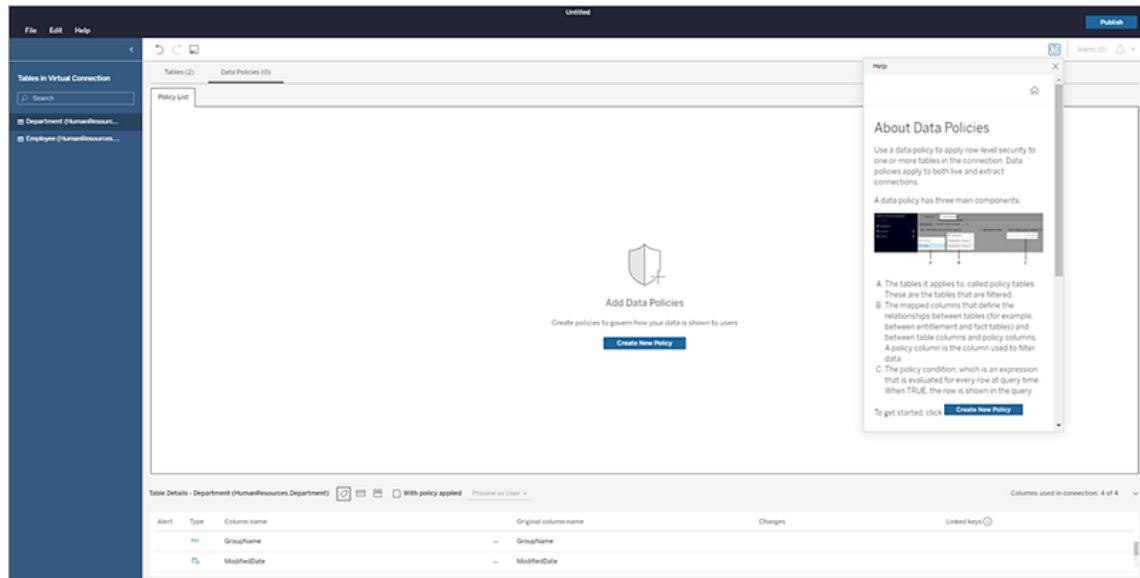 Untitled
File Edit Help
Publish
Alerts (0)
Tables in Virtual Connection
Search
Department (HumanResourc...
Employee (HumanResources....
Tables (2) Data Policies (0)
Policy List
Add Data Policies
Create policies to govern how your data is shown to users
Create New Policy
Help
About Data Policies
Use a data policy to apply row-level security to
one or more tables in the connection. Data
policies apply to both live and extract
connections.
A data policy has three main components:
A B C
A. The tables it applies to, called policy tables.
These are the tables that are filtered.
B. The mapped columns that define the
relationships between tables (for example,
between entitlement and fact tables) and
between table columns and policy columns.
A policy column is the column used to filter
data.
C. The policy condition, which is an expression
that is evaluated for every row at query time.
When TRUE, the row is shown in the query.
To get started, click Create New Policy
Table Details - Department (HumanResources.Department) With policy applied Preview as User Columns used in connection: 4 of 4
Alert Type Column name Original column name Changes Linked keys
Abc GroupName — GroupName
ModifiedDate — ModifiedDate